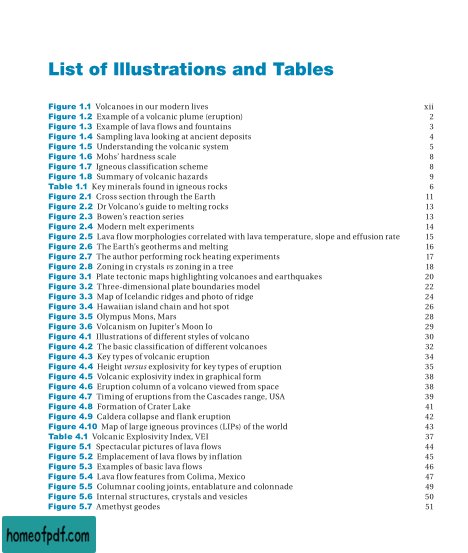 List of Illustrations and Tables
Figure 1.1 Volcanoes in our modern lives xii
Figure 1.2 Example of a volcanic plume (eruption) 2
Figure 1.3 Example of lava flows and fountains 3
Figure 1.4 Sampling lava looking at ancient deposits 4
Figure 1.5 Understanding the volcanic system 5
Figure 1.6 Mohs' hardness scale 8
Figure 1.7 Igneous classification scheme 8
Figure 1.8 Summary of volcanic hazards 9
Table 1.1 Key minerals found in igneous rocks 6
Figure 2.1 Cross section through the Earth 11
Figure 2.2 Dr Volcano's guide to melting rocks 13
Figure 2.3 Bowen's reaction series 13
Figure 2.4 Modern melt experiments 14
Figure 2.5 Lava flow morphologies correlated with lava temperature, slope and effusion rate 15
Figure 2.6 The Earth's geotherms and melting 16
Figure 2.7 The author performing rock heating experiments 17
Figure 2.8 Zoning in crystals vs zoning in a tree 18
Figure 3.1 Plate tectonic maps highlighting volcanoes and earthquakes 20
Figure 3.2 Three-dimensional plate boundaries model 22
Figure 3.3 Map of Icelandic ridges and photo of ridge 24
Figure 3.4 Hawaiian island chain and hot spot 26
Figure 3.5 Olympus Mons, Mars 28
Figure 3.6 Volcanism on Jupiter's Moon Io 29
Figure 4.1 Illustrations of different styles of volcano 30
Figure 4.2 The basic classification of different volcanoes 32
Figure 4.3 Key types of volcanic eruption 34
Figure 4.4 Height versus explosivity for key types of eruption 35
Figure 4.5 Volcanic explosivity index in graphical form 38
Figure 4.6 Eruption column of a volcano viewed from space 38
Figure 4.7 Timing of eruptions from the Cascades range, USA 39
Figure 4.8 Formation of Crater Lake 41
Figure 4.9 Caldera collapse and flank eruption 42
Figure 4.10 Map of large igneous provinces (LIPs) of the world 43
Table 4.1 Volcanic Explosivity Index, VEI 37
Figure 5.1 Spectacular pictures of lava flows 44
Figure 5.2 Emplacement of lava flows by inflation 45
Figure 5.3 Examples of basic lava flows 46
Figure 5.4 Lava flow features from Colima, Mexico 47
Figure 5.5 Columnar cooling joints, entablature and colonnade 49
Figure 5.6 Internal structures, crystals and vesicles 50
Figure 5.7 Amethyst geodes 51
homeofpdf.com